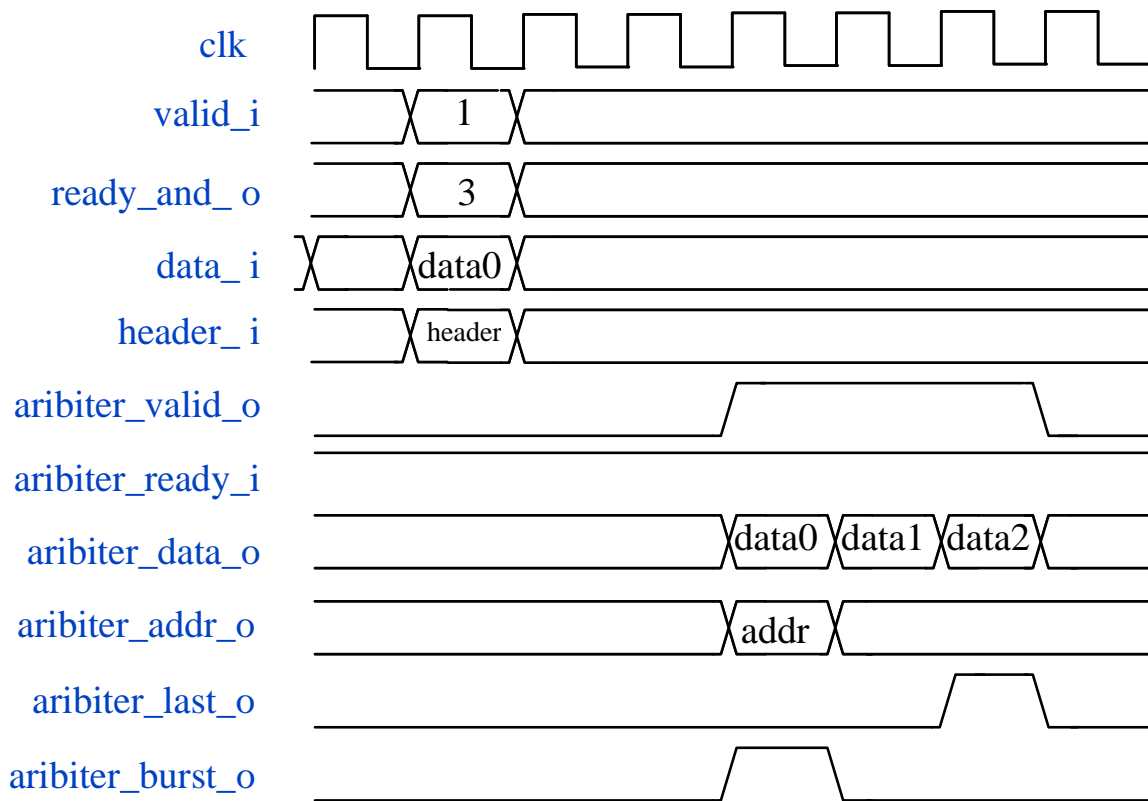 clk
valid_i
1
ready_and_ o
3
data_ i
data0
header_ i
header
aribiter_valid_o
aribiter_ready_i
aribiter_data_o
data0 data1 data2
aribiter_addr_o
addr
aribiter_last_o
aribiter_burst_o